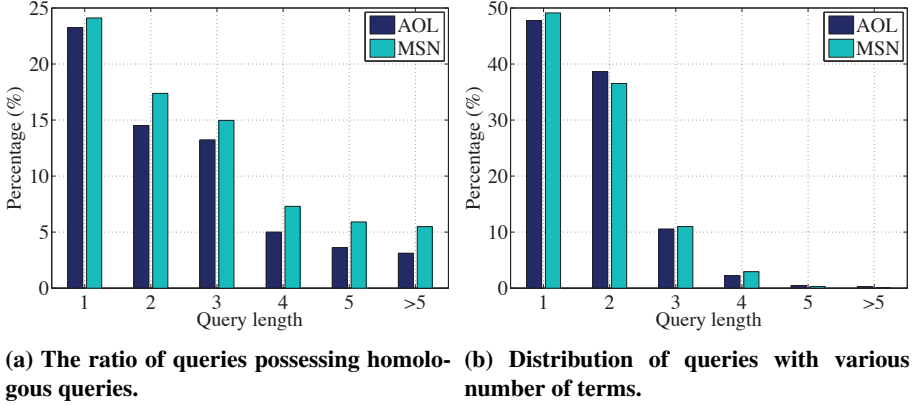 25
20
15
10
5
0
Percentage (%)
AOL
MSN
1 2 3 4 5 >5
Query length
(a) The ratio of queries possessing homolo-
gous queries.
50
40
30
20
10
0
Percentage (%)
AOL
MSN
1 2 3 4 5 >5
Query length
(b) Distribution of queries with various
number of terms.